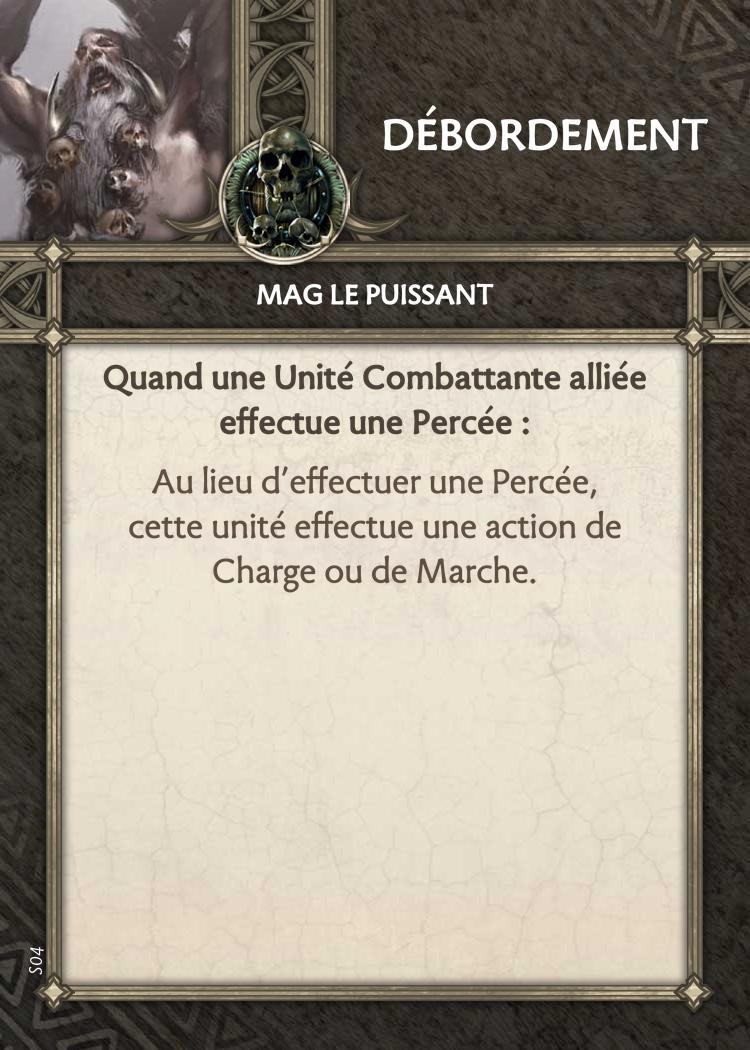 DÉBORDEMENT
MAG LE PUISSANT
Quand une Unité Combattante alliée
effectue une Percée :
Au lieu d'effectuer une Percée,
cette unité effectue une action de
Charge ou de Marche.
S04